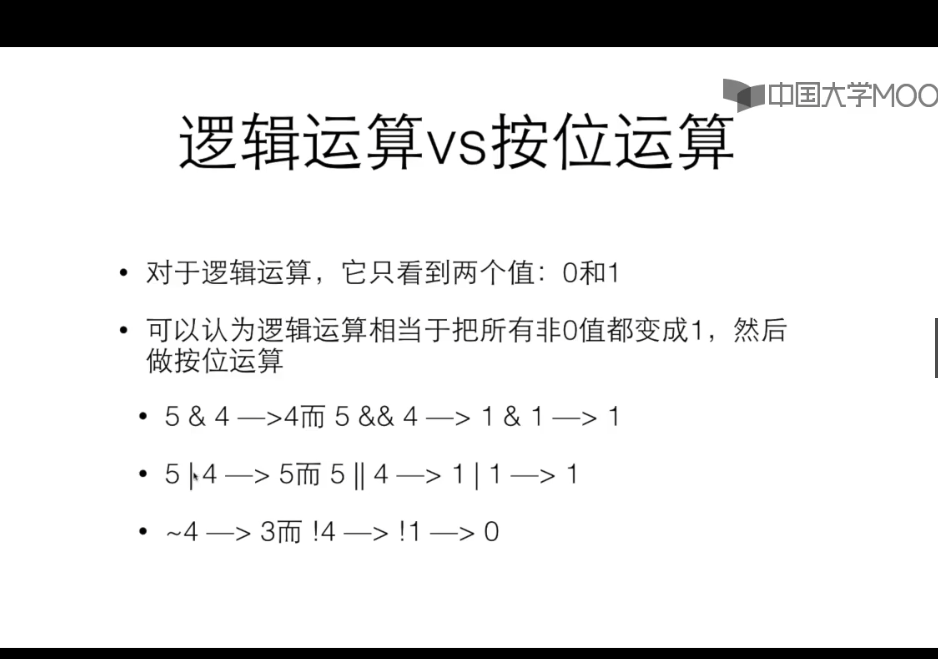 中国大学MOO
逻辑运算vs按位运算
• 对于逻辑运算，它只看到两个值：0和1
• 可以认为逻辑运算相当于把所有非0值都变成1，然后
做按位运算
• 5 & 4 —>4而 5 && 4 —> 1 & 1 —> 1
• 5 | 4 —> 5而 5 || 4 —> 1 | 1 —> 1
• ~4 —> 3而 !4 —> !1 —> 0